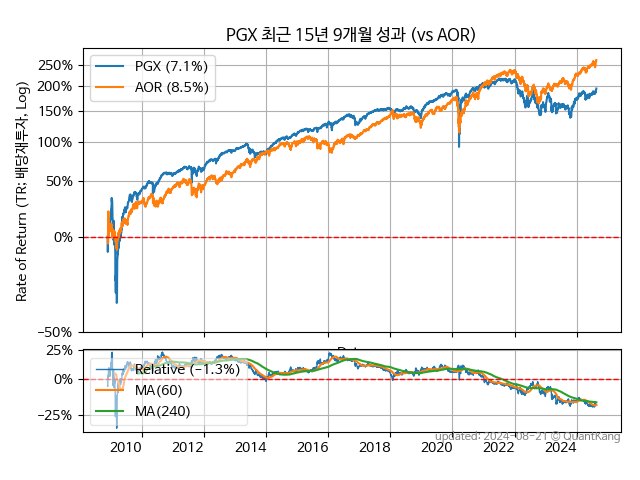 PGX 최근 15년 9개월 성과 (vs AOR)
Rate of Return (TR: 배당재투자, Log)
250%
200%
150%
100%
50%
0%
−50%
PGX (7.1%)
AOR (8.5%)
25%
0%
−25%
Relative (−1.3%)
MA(60)
MA(240)
2010 2012 2014 2016 2018 2020 2022 2024
updated: 2024-08-21 © QuantKang